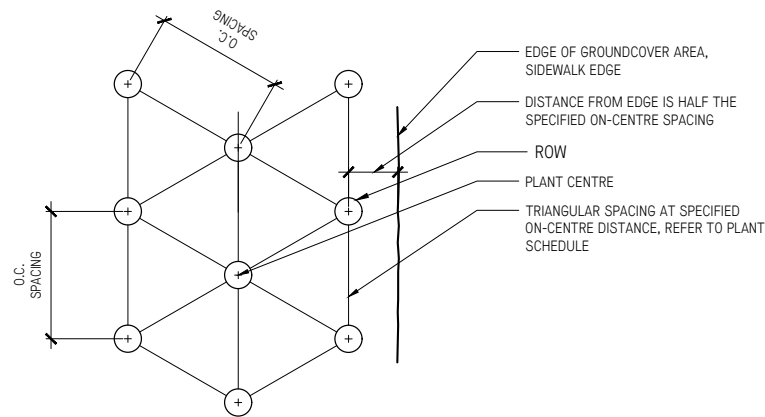 O.C.
SPACING
EDGE OF GROUNDCOVER AREA,
SIDEWALK EDGE
DISTANCE FROM EDGE IS HALF THE
SPECIFIED ON-CENTRE SPACING
ROW
PLANT CENTRE
TRIANGULAR SPACING AT SPECIFIED
ON-CENTRE DISTANCE, REFER TO PLANT
SCHEDULE
O.C.
SPACING